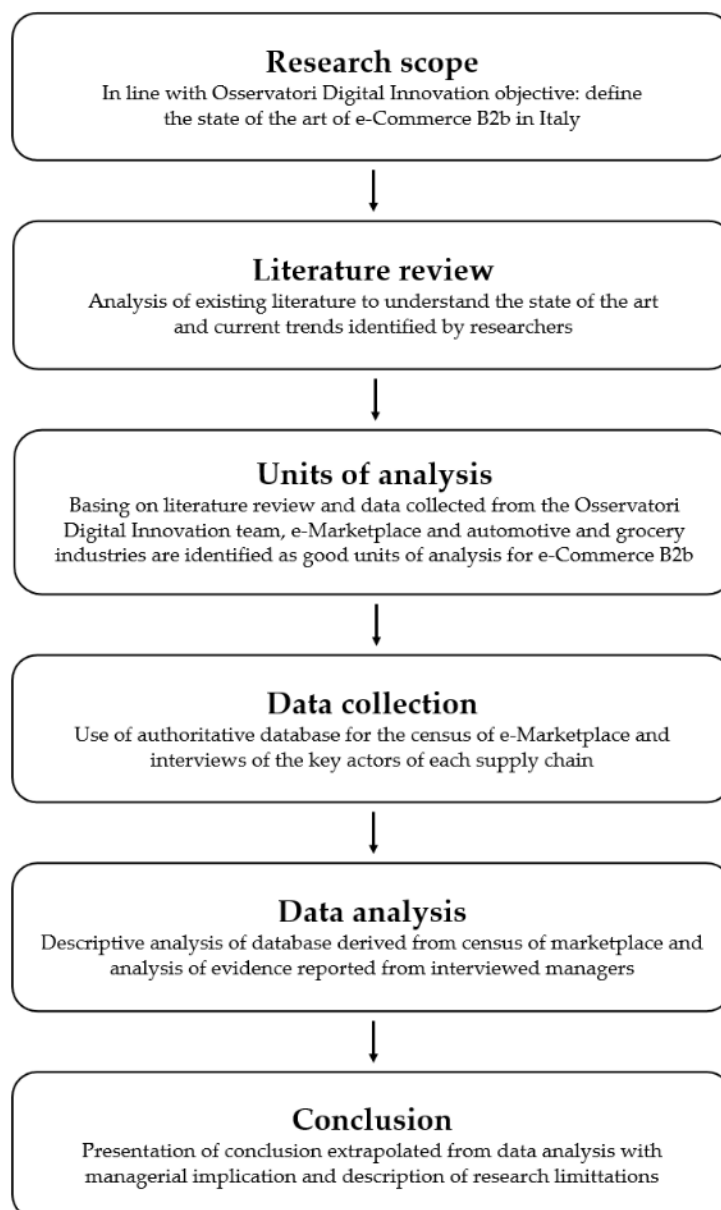 Research scope
In line with Osservatori Digital Innovation objective: define
the state of the art of e-Commerce B2b in Italy
Literature review
Analysis of existing literature to understand the state of the art
and current trends identified by researchers
Units of analysis
Basing on literature review and data collected from the Osservatori
Digital Innovation team, e-Marketplace and automotive and grocery
industries are identified as good units of analysis for e-Commerce B2b
Data collection
Use of authoritative database for the census of e-Marketplace and
interviews of the key actors of each supply chain
Data analysis
Descriptive analysis of database derived from census of marketplace and
analysis of evidence reported from interviewed managers
Conclusion
Presentation of conclusion extrapolated from data analysis with
managerial implication and description of research limittations